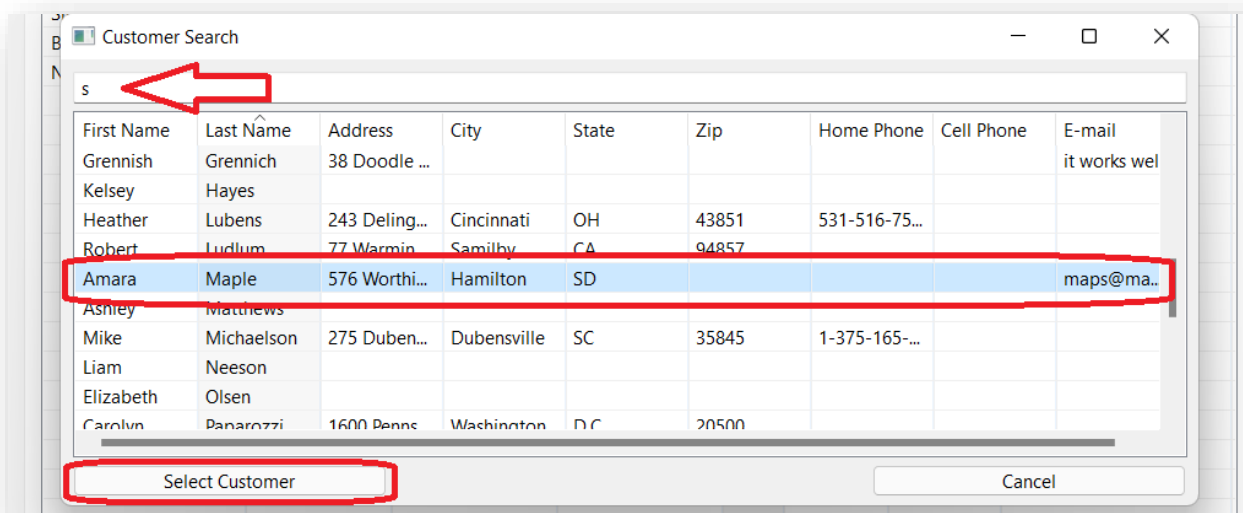 Customer Search
s
First Name Last Name Address City State Zip Home Phone Cell Phone E-mail
Grennish Grennich 38 Doodle ... it works wel
Kelsey Hayes
Heather Lubens 243 Deling... Cincinnati OH 43851 531-516-75...
Robert Ludlum 77 Warmin Samilby CA 94857
Amara Maple 576 Worthi... Hamilton SD maps@ma..
Ashley Matthews
Mike Michaelson 275 Duben... Dubensville SC 35845 1-375-165-...
Liam Neeson
Elizabeth Olsen
Carolyn Paparozzi 1600 Penns Washington D.C. 20500
Select Customer Cancel